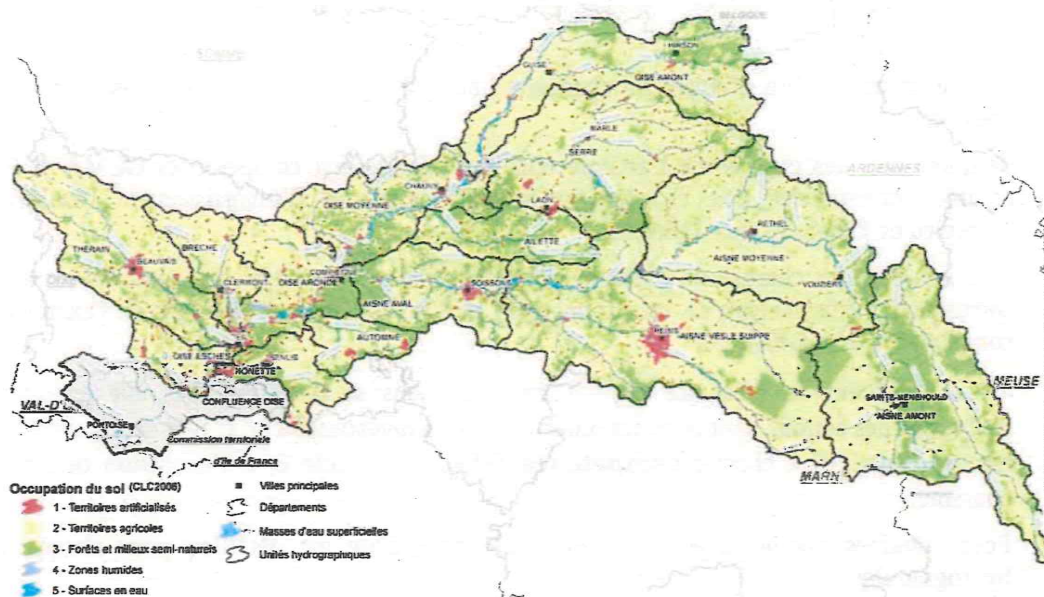 BELGIQUE
HIRSON
GUISE
OISE AMONT
MARLE
SERRE
ARDENNES
CHAUNY
OISE MOYENNE
LAON
RETHEL
THERAIN
BRECHE
AILETTE
BEAUVAIS
AISNE MOYENNE
COMPIEGNE
CLERMONT
OISE ARONDE
SOISSONS
VOUZIERS
AISNE AVAL
AUTOMNE
REIMS
AISNE VESLE SUIPPE
OISE ESCHES
SENLIS
NONETTE
MEUSE
SAINTE-MENEHOULD
CONFLUENCE OISE
VAL-D'
AISNE AMONT
PONTOISE
Commission territoriale
d'Ile de France
MARN
Occupation du sol (CLC2006)
1 - Territoires artificialisés
2 - Territoires agricoles
3 - Forêts et milieux semi-naturels
4 - Zones humides
5 - Surfaces en eau
Villes principales
Départements
Masses d'eau superficielles
Unités hydrographiques